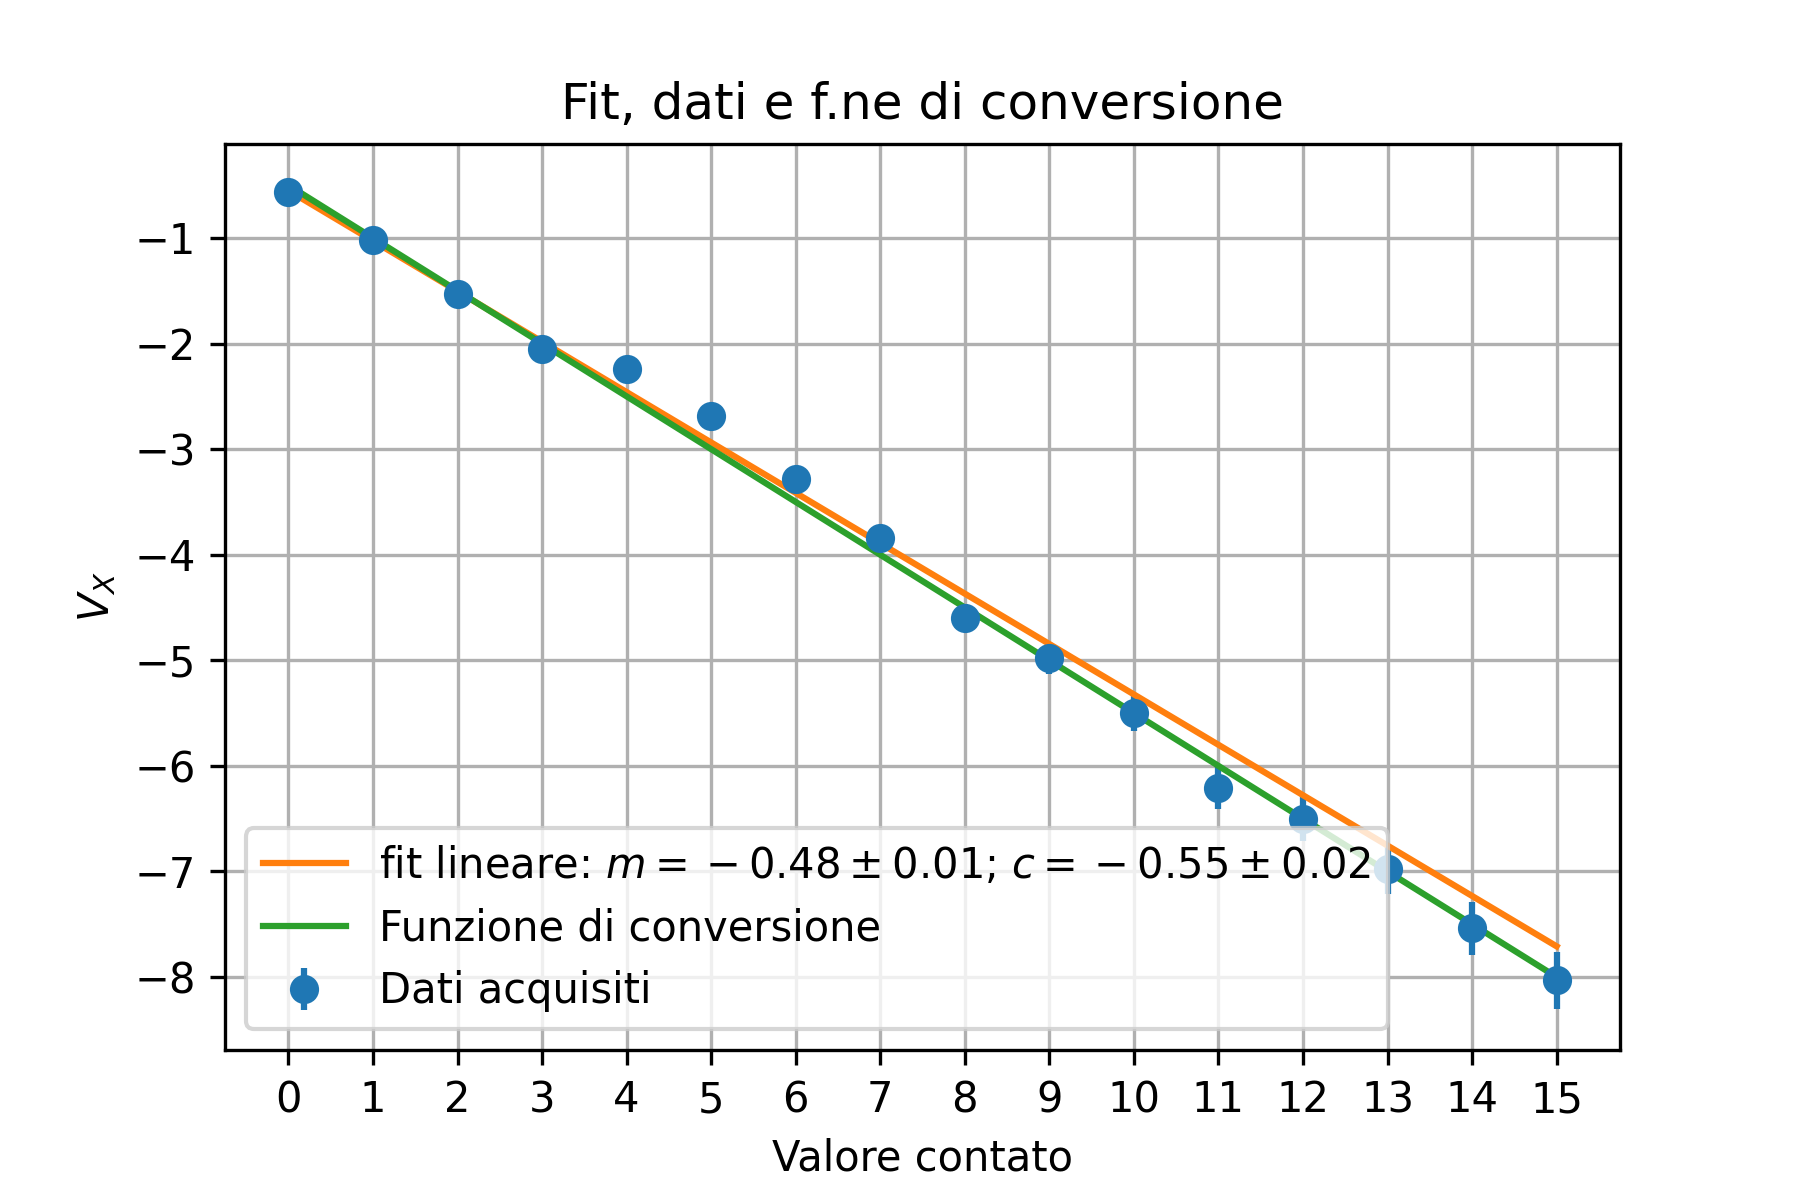 Fit, dati e f.ne di conversione
−1
−2
−3
−4
−5
−6
−7
−8
V_X
fit lineare: m = − 0.48 ± 0.01; c = − 0.55 ± 0.02
Funzione di conversione
Dati acquisiti
0 1 2 3 4 5 6 7 8 9 10 11 12 13 14 15
Valore contato